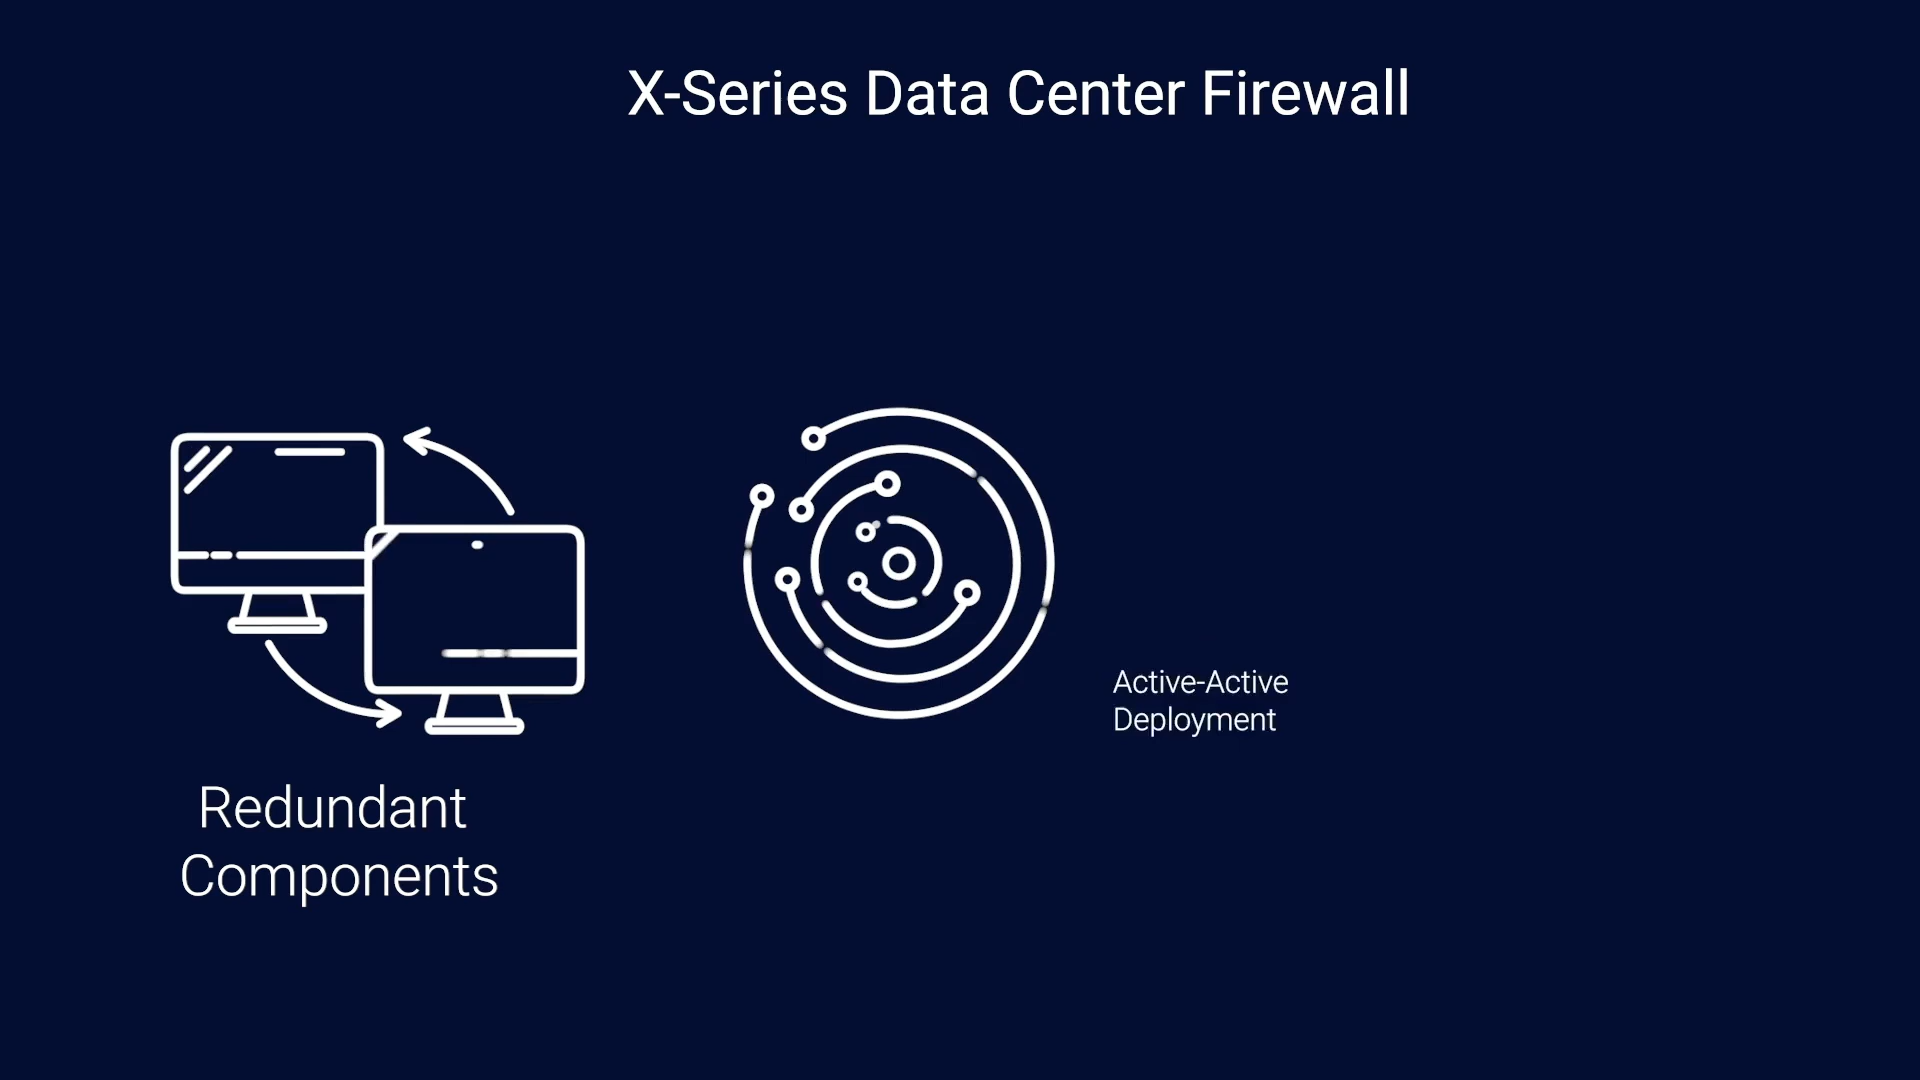 X-Series Data Center Firewall
Redundant
Components
Active-Active
Deployment